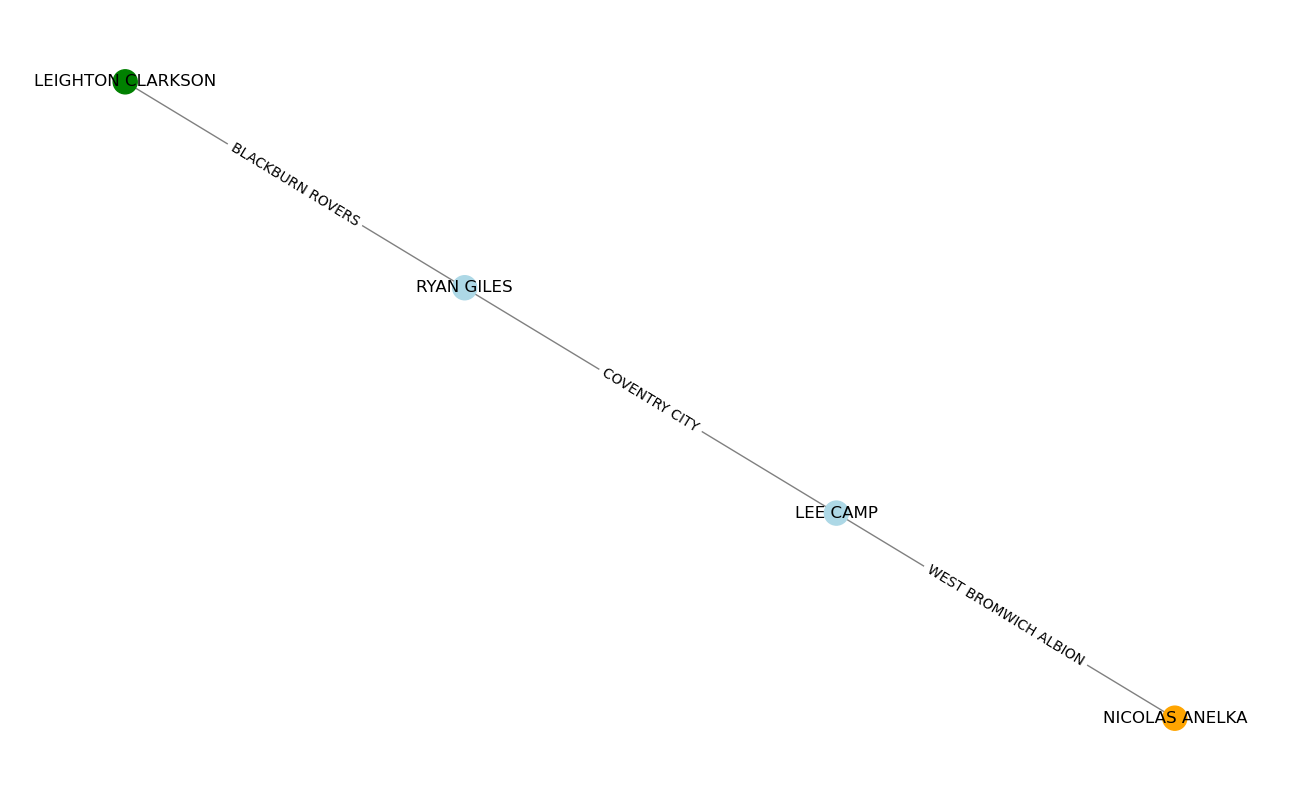 LEIGHTON CLARKSON
BLACKBURN ROVERS
RYAN GILES
COVENTRY CITY
LEE CAMP
WEST BROMWICH ALBION
NICOLAS ANELKA